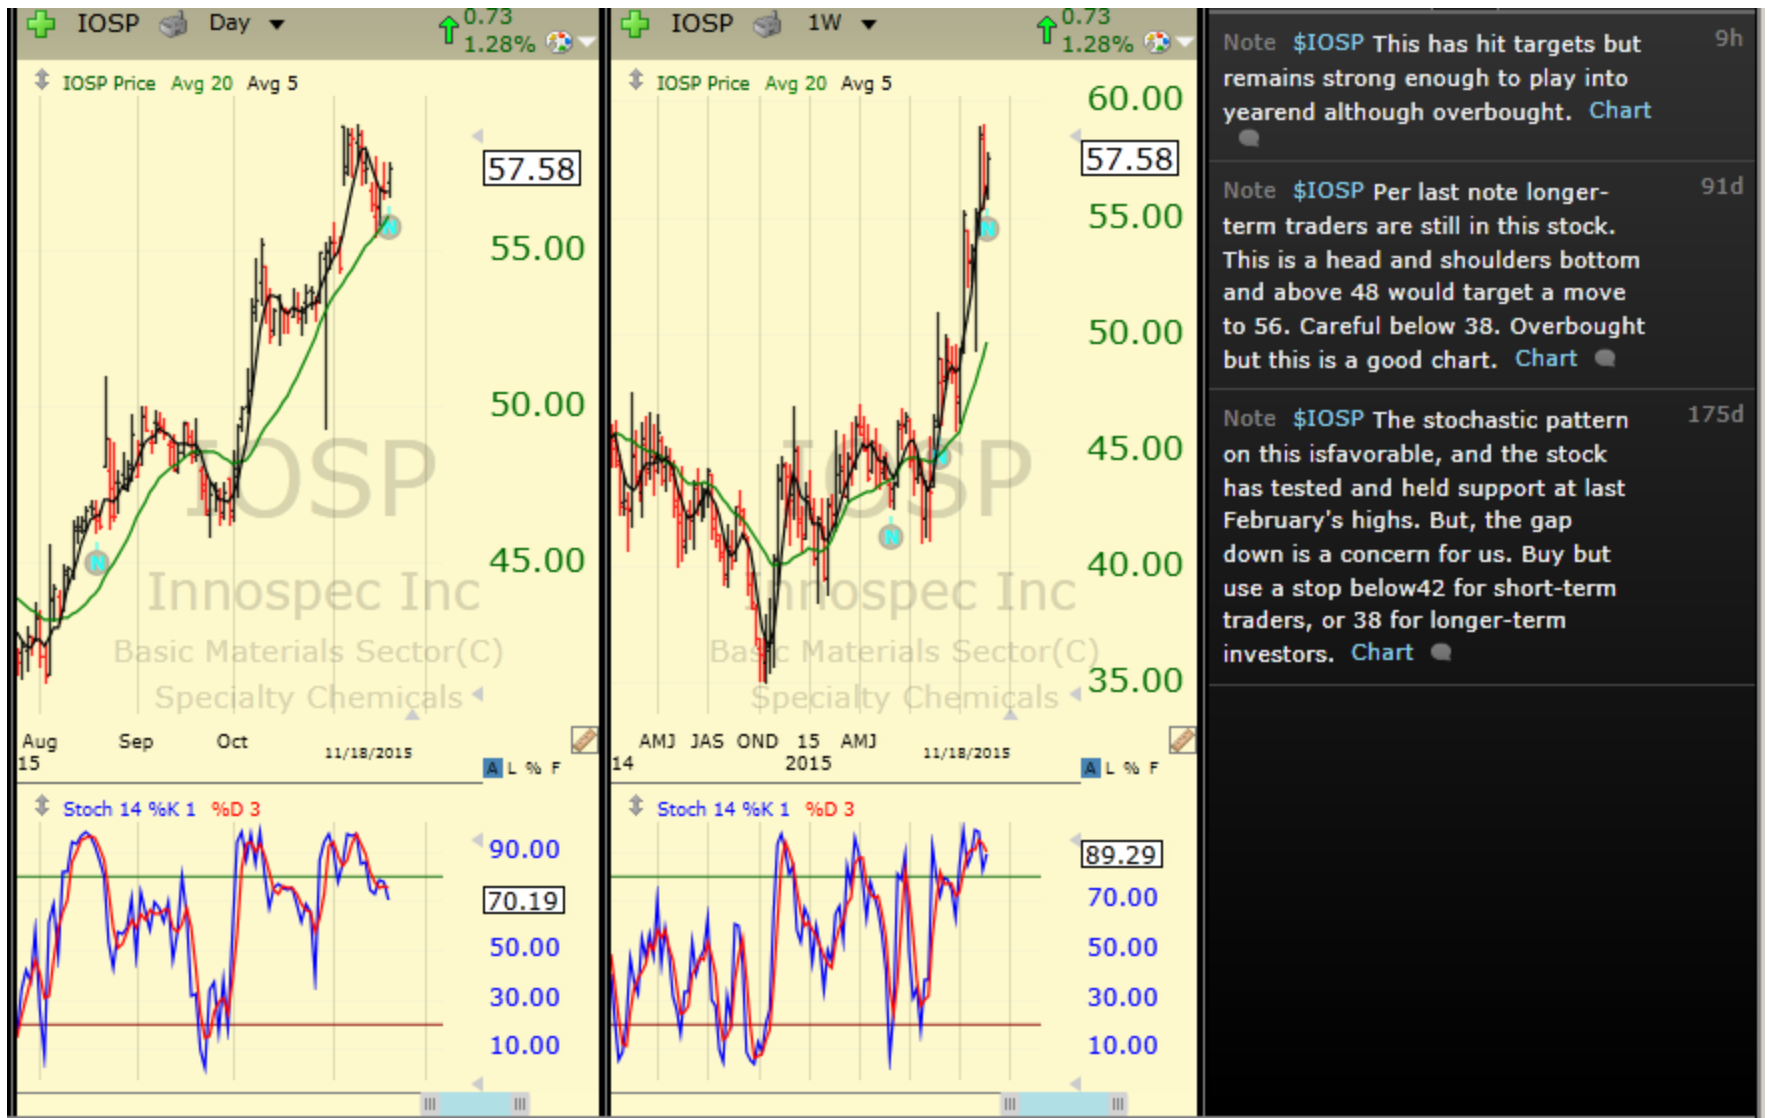 IOSP Day
0.73
1.28%
IOSP Price Avg 20 Avg 5
57.58
55.00
50.00
45.00
IOSP
Innospec Inc
Basic Materials Sector(C)
Specialty Chemicals
Aug Sep Oct 11/18/2015
15
A L % F
Stoch 14 %K 1 %D 3
90.00
70.19
50.00
30.00
10.00
N
N
IOSP 1W
0.73
1.28%
IOSP Price Avg 20 Avg 5
60.00
57.58
55.00
50.00
45.00
40.00
35.00
IOSP
Innospec Inc
Basic Materials Sector(C)
Specialty Chemicals
AMJ JAS OND 15 AMJ 11/18/2015
14 2015
A L % F
Stoch 14 %K 1 %D 3
89.29
70.00
50.00
30.00
10.00
N
N
N
Note $IOSP This has hit targets but 9h
remains strong enough to play into
yearend although overbought. Chart
Note $IOSP Per last note longer- 91d
term traders are still in this stock.
This is a head and shoulders bottom
and above 48 would target a move
to 56. Careful below 38. Overbought
but this is a good chart. Chart
Note $IOSP The stochastic pattern 175d
on this isfavorable, and the stock
has tested and held support at last
February's highs. But, the gap
down is a concern for us. Buy but
use a stop below42 for short-term
traders, or 38 for longer-term
investors. Chart